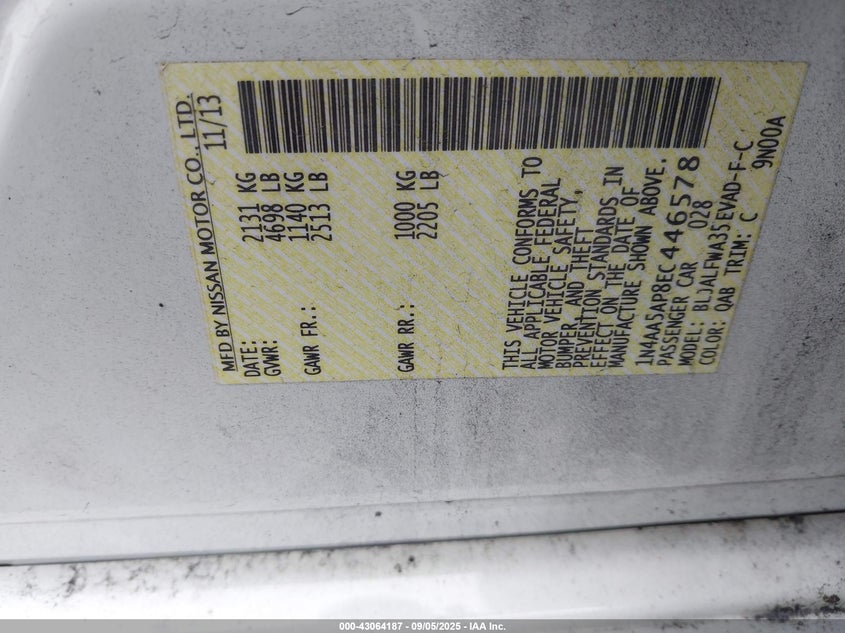 MFD BY NISSAN MOTOR CO., LTD.
DATE: 11/13
GVWR: 2131 KG
4698 LB
GAWR FR.: 1140 KG
2513 LB
GAWR RR.: 1000 KG
2205 LB
THIS VEHICLE CONFORMS TO
ALL APPLICABLE FEDERAL
MOTOR VEHICLE SAFETY,
BUMPER, AND THEFT
PREVENTION STANDARDS IN
EFFECT ON THE DATE OF
MANUFACTURE SHOWN ABOVE.
1N4AA5AP8EC446578
PASSENGER CAR 028
MODEL: BLJALFWA35EVAD-F-C
COLOR: QAB TRIM: C 9N00A
000-43064187 - 09/05/2025 - IAA Inc.